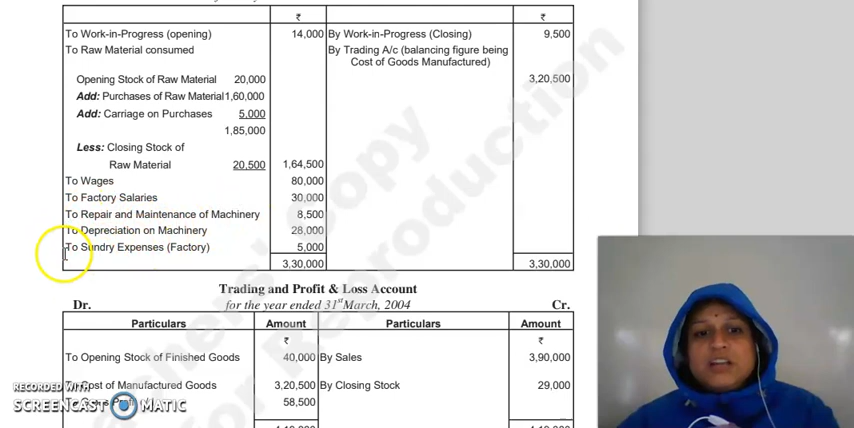 ₹ ₹
To Work-in-Progress (opening) 14,000 By Work-in-Progress (Closing) 9,500
To Raw Material consumed By Trading A/c (balancing figure being
Cost of Goods Manufactured)
Opening Stock of Raw Material 20,000 3,20,500
Add: Purchases of Raw Material 1,60,000
Add: Carriage on Purchases 5,000
1,85,000
Less: Closing Stock of
Raw Material 20,500 1,64,500
To Wages 80,000
To Factory Salaries 30,000
To Repair and Maintenance of Machinery 8,500
To Depreciation on Machinery 28,000
To Sundry Expenses (Factory) 5,000
3,30,000 3,30,000
Trading and Profit & Loss Account
Dr. for the year ended 31st March, 2004 Cr.
Particulars Amount Particulars Amount
₹ ₹
To Opening Stock of Finished Goods 40,000 By Sales 3,90,000
To Cost of Manufactured Goods 3,20,500 By Closing Stock 29,000
58,500
RECORDED WITH
SCREENCAST MATIC
Copy
for Reproduction